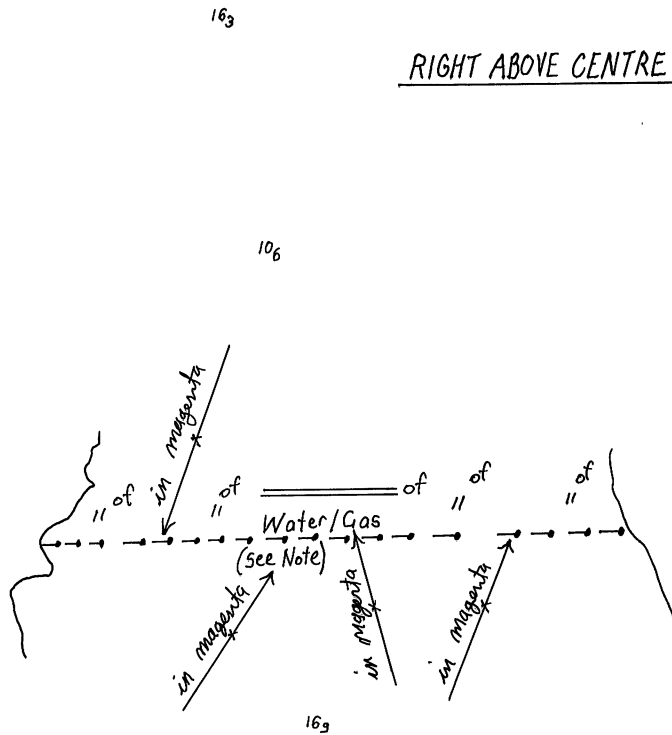 16₃
RIGHT ABOVE CENTRE
10₆
in magenta
" of " of of " of " of
Water/Gas
(See Note)
in magenta in magenta in magenta
16₉